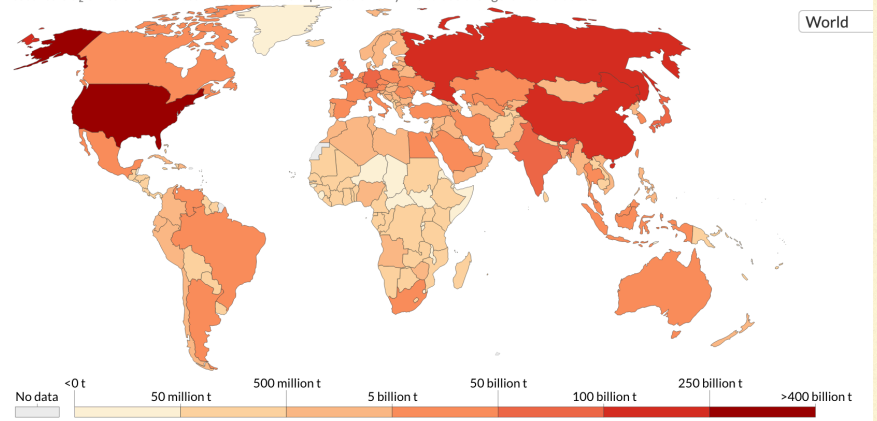 World
<0 t
500 million t
50 billion t
250 billion t
No data
50 million t
5 billion t
100 billion t
>400 billion t